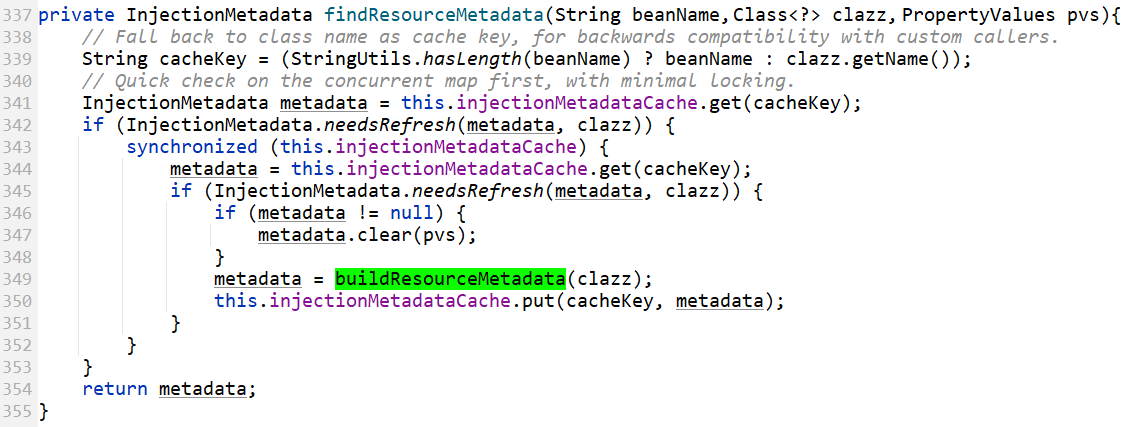 337 private InjectionMetadata findResourceMetadata(String beanName,Class<?> clazz,PropertyValues pvs){
338     // Fall back to class name as cache key, for backwards compatibility with custom callers.
339     String cacheKey = (StringUtils.hasLength(beanName) ? beanName : clazz.getName());
340     // Quick check on the concurrent map first, with minimal locking.
341     InjectionMetadata metadata = this.injectionMetadataCache.get(cacheKey);
342     if (InjectionMetadata.needsRefresh(metadata, clazz)) {
343         synchronized (this.injectionMetadataCache) {
344             metadata = this.injectionMetadataCache.get(cacheKey);
345             if (InjectionMetadata.needsRefresh(metadata, clazz)) {
346                 if (metadata != null) {
347                     metadata.clear(pvs);
348                 }
349                 metadata = buildResourceMetadata(clazz);
350                 this.injectionMetadataCache.put(cacheKey, metadata);
351             }
352         }
353     }
354     return metadata;
355 }